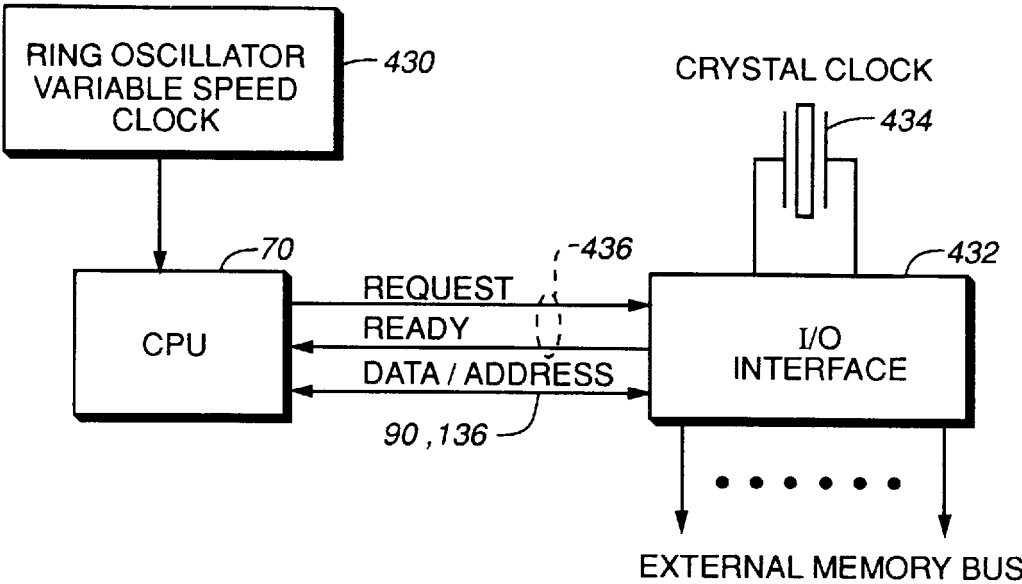 RING OSCILLATOR
VARIABLE SPEED
CLOCK
430
CRYSTAL CLOCK
434
70
436
432
CPU
REQUEST
READY
DATA / ADDRESS
90 , 136
I/O
INTERFACE
EXTERNAL MEMORY BUS